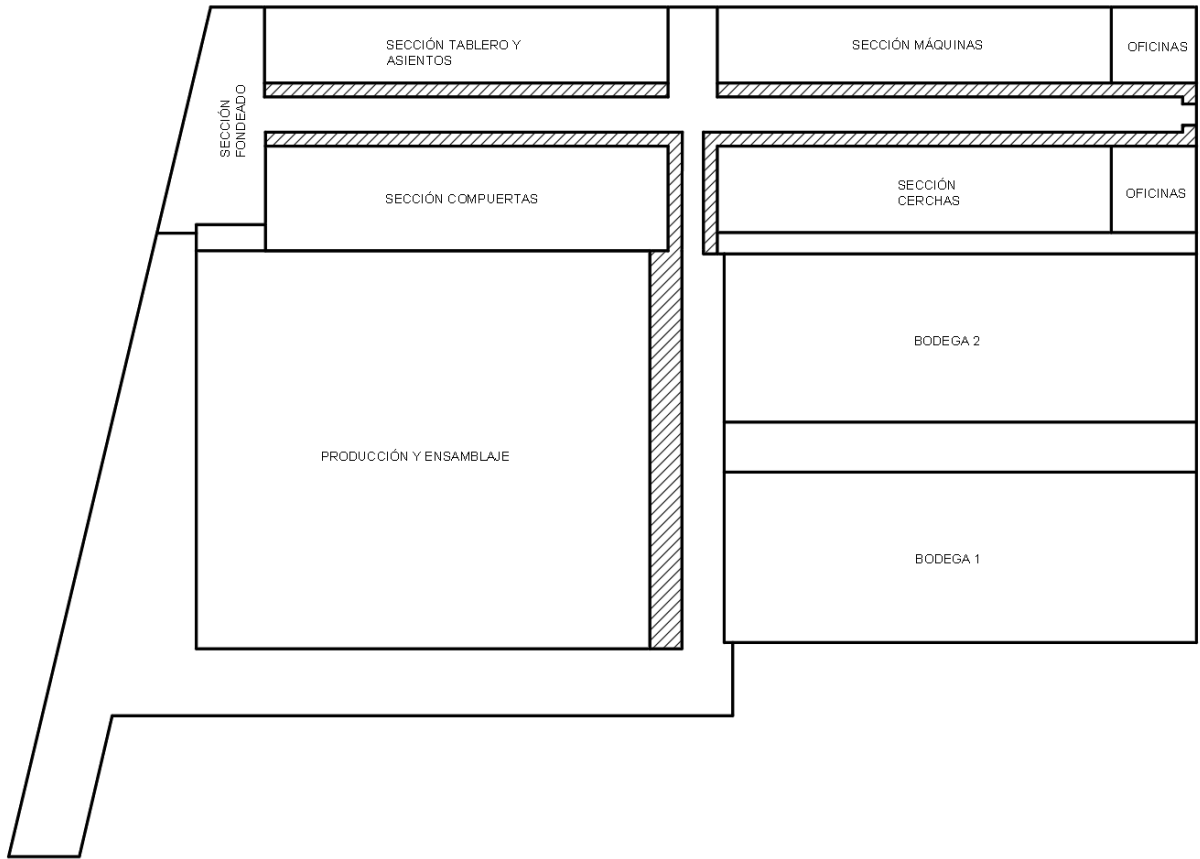 SECCIÓN TABLERO Y
ASIENTOS
SECCIÓN MÁQUINAS
OFICINAS
SECCIÓN
FONDEADO
SECCIÓN COMPUERTAS
SECCIÓN
CERCHAS
OFICINAS
BODEGA 2
PRODUCCIÓN Y ENSAMBLAJE
BODEGA 1